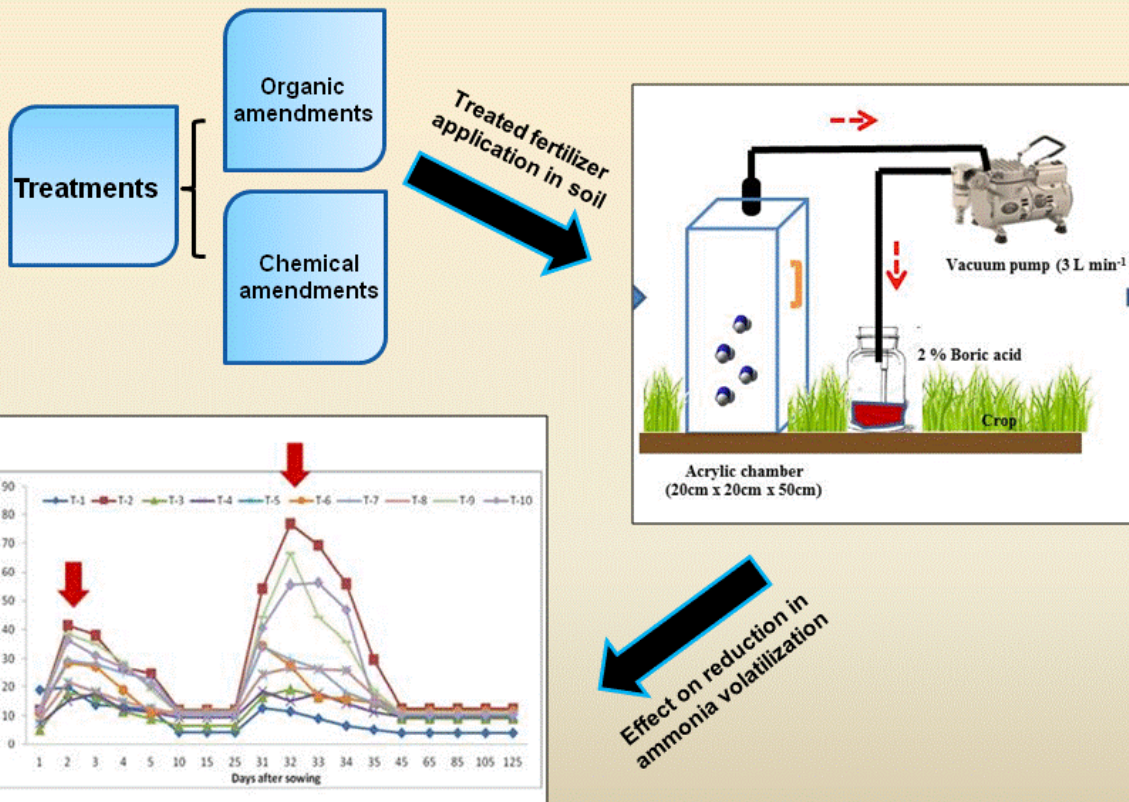 Treatments
Organic
amendments
Chemical
amendments
Treated fertilizer
application in soil
Vacuum pump (3 L min-1
2 % Boric acid
Crop
Acrylic chamber
(20cm x 20cm x 50cm)
Effect on reduction in
ammonia volatilization
T-1 T-2 T-3 T-4 T-5 T-6 T-7 T-8 T-9 T-10
90
80
70
60
50
40
30
20
10
0
1 2 3 4 5 10 15 25 31 32 33 34 35 45 65 85 105 125
Days after sowing